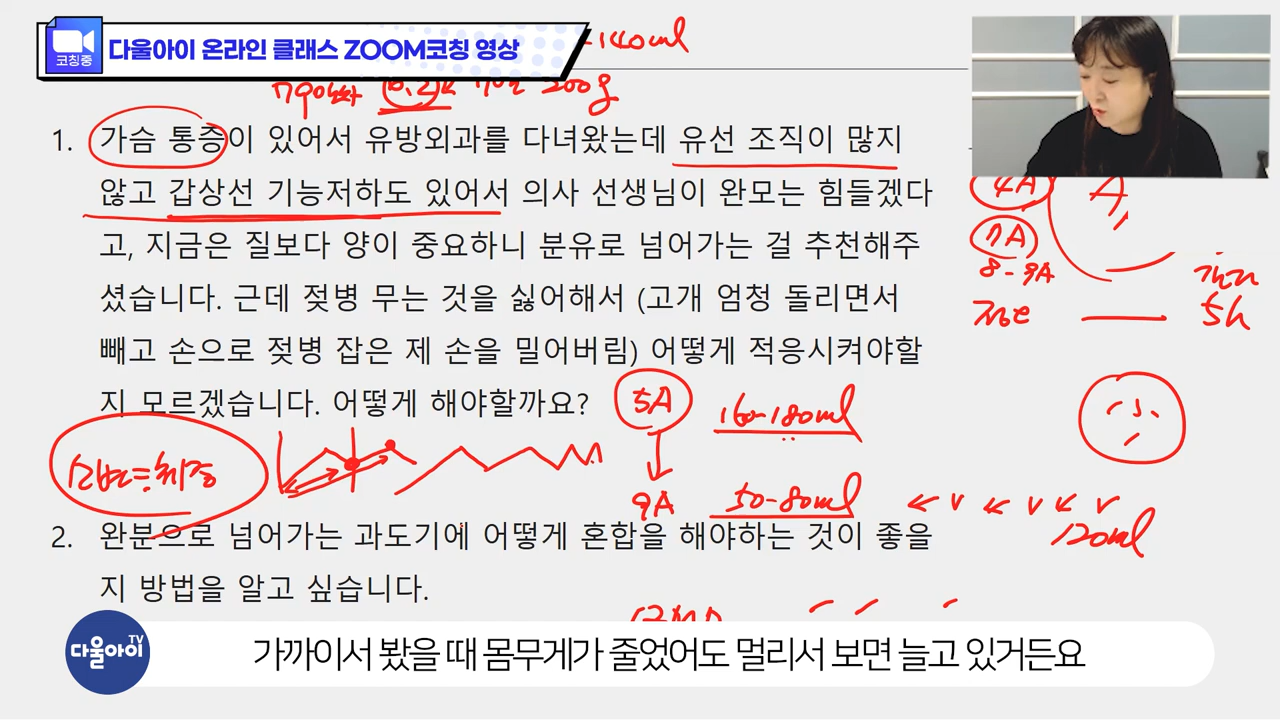 코칭중
다울아이 온라인 클래스 ZOOM코칭 영상
140ml
200g
1. 가슴 통증이 있어서 유방외과를 다녀왔는데 유선 조직이 많지
않고 갑상선 기능저하도 있어서 의사 선생님이 완모는 힘들겠다
4A A
고, 지금은 질보다 양이 중요하니 분유로 넘어가는 걸 추천해주
7A
8-9A
셨습니다. 근데 젖병 무는 것을 싫어해서 (고개 엄청 돌리면서
5h
빼고 손으로 젖병 잡은 제 손을 밀어버림) 어떻게 적응시켜야할
지 모르겠습니다. 어떻게 해야할까요?
5A 160-180ml
9A 50-80ml
120ml
2. 완분으로 넘어가는 과도기에 어떻게 혼합을 해야하는 것이 좋을
지 방법을 알고 싶습니다.
다울아이 TV
가까이서 봤을 때 몸무게가 줄었어도 멀리서 보면 늘고 있거든요